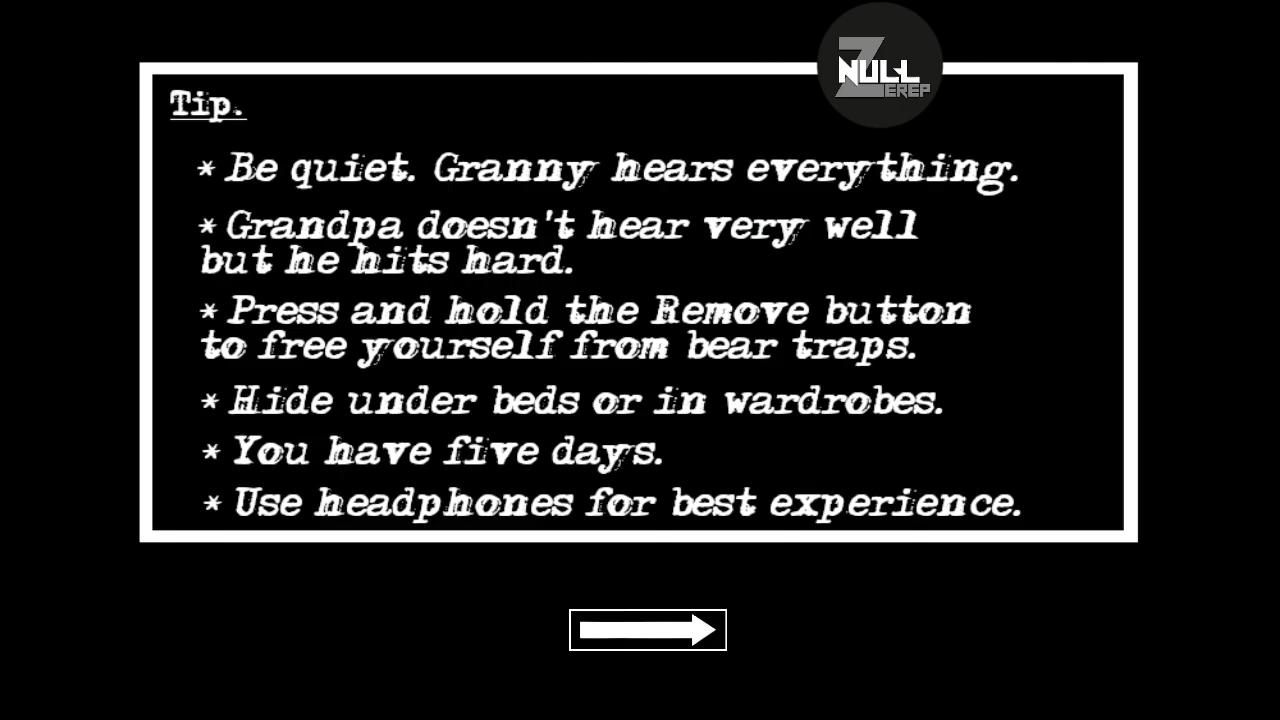 NULL
ZEREP
Tip.
* Be quiet. Granny hears everything.
* Grandpa doesn't hear very well
but he hits hard.
* Press and hold the Remove button
to free yourself from bear traps.
* Hide under beds or in wardrobes.
* You have five days.
* Use headphones for best experience.